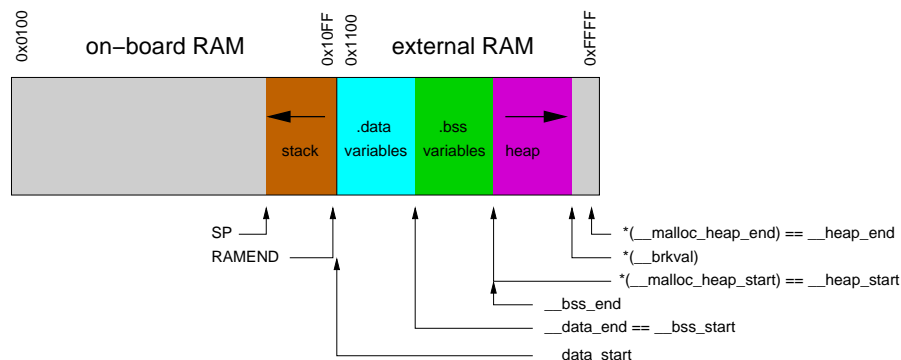 0x0100
on−board RAM
0x10FF
0x1100
external RAM
0xFFFF
stack
.data
variables
.bss
variables
heap
SP
RAMEND
*(__malloc_heap_end) == __heap_end
*(__brkval)
*(__malloc_heap_start) == __heap_start
__bss_end
__data_end == __bss_start
__data_start